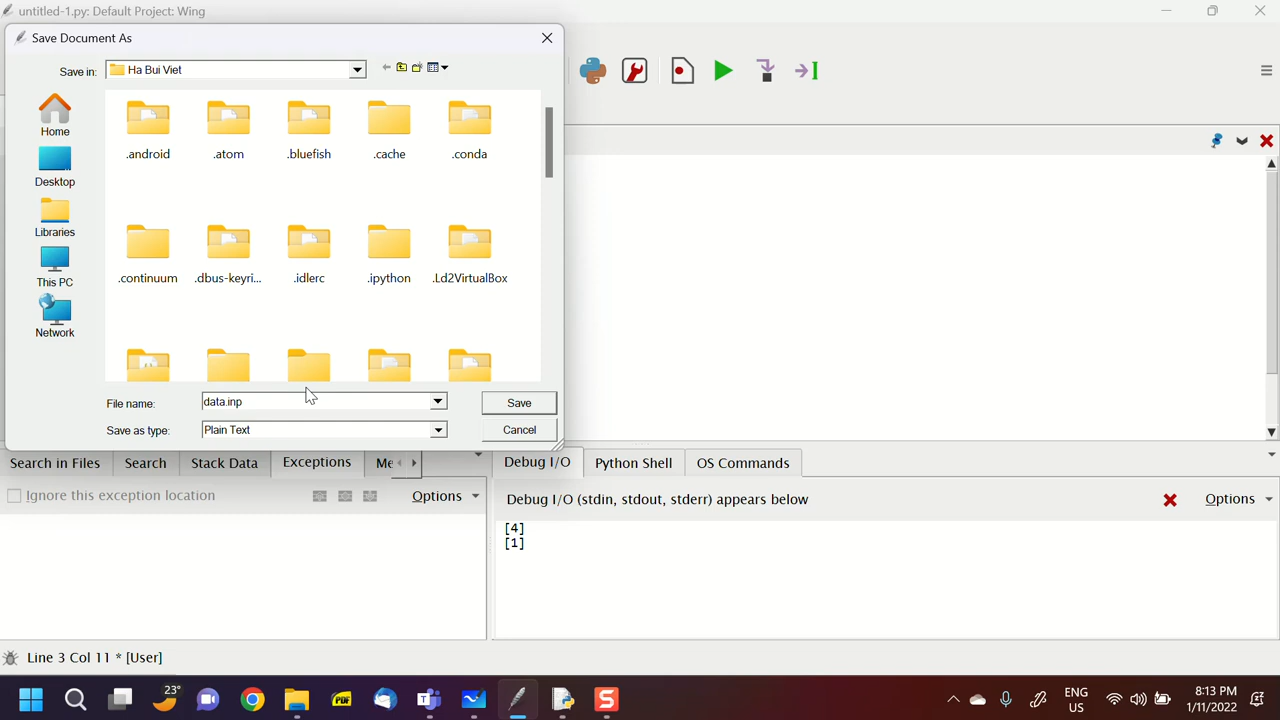 untitled-1.py: Default Project: Wing
Save Document As
Save in:
Ha Bui Viet
Home
Desktop
Libraries
This PC
Network
.android
.atom
.bluefish
.cache
.conda
.continuum
.dbus-keyri...
.idlerc
.ipython
.Ld2VirtualBox
File name:
data.inp
Save
Save as type:
Plain Text
Cancel
Search in Files
Search
Stack Data
Exceptions
Me
Debug I/O
Python Shell
OS Commands
Ignore this exception location
Options
Debug I/O (stdin, stdout, stderr) appears below
Options
[4]
[1]
Line 3 Col 11 * [User]
23°
PDF
S
ENG
US
8:13 PM
1/11/2022